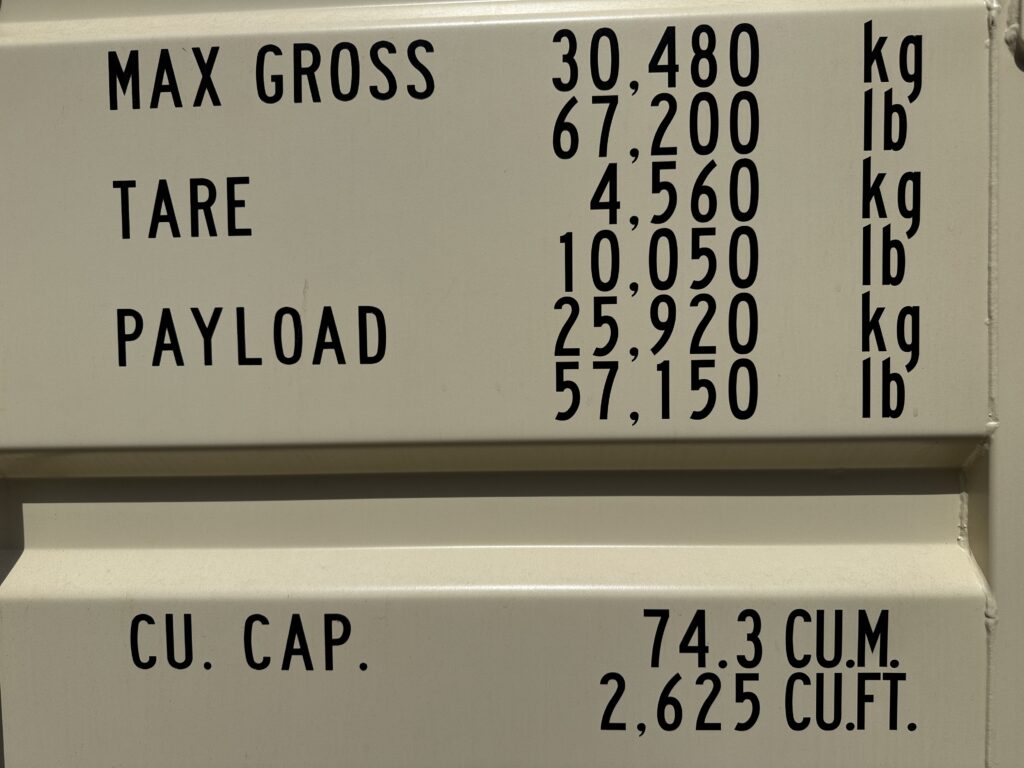 MAX GROSS 30,480 kg
67,200 lb
TARE 4,560 kg
10,050 lb
PAYLOAD 25,920 kg
57,150 lb
CU. CAP. 74.3 CU.M.
2,625 CU.FT.